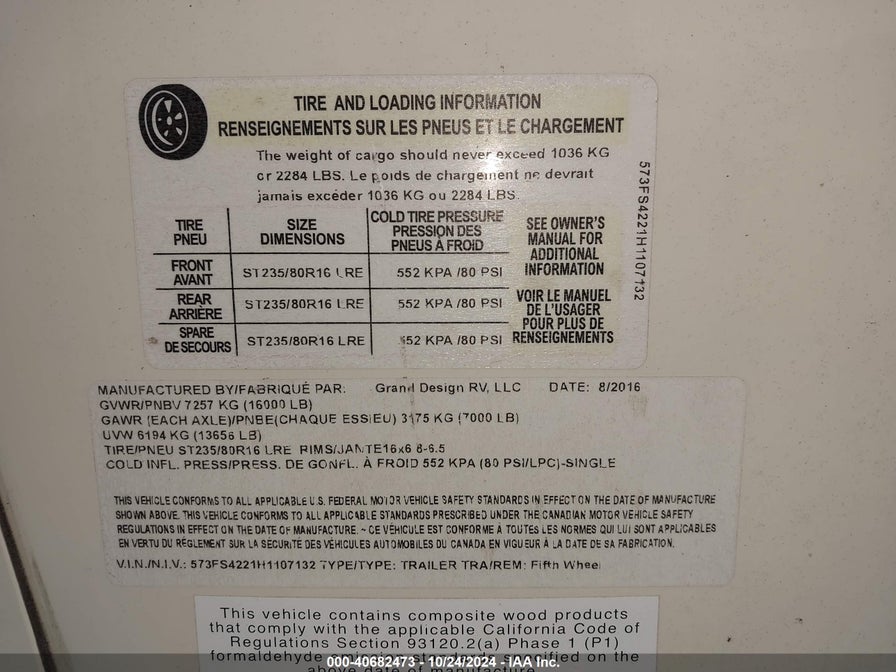 TIRE AND LOADING INFORMATION
RENSEIGNEMENTS SUR LES PNEUS ET LE CHARGEMENT
The weight of cargo should never exceed 1036 KG
or 2284 LBS. Le poids de chargement ne devrait
jamais excéder 1036 KG ou 2284 LBS.
TIRE
PNEU
SIZE
DIMENSIONS
COLD TIRE PRESSURE
PRESSION DES
PNEUS À FROID
FRONT
AVANT
ST235/80R16 LRE
552 KPA /80 PSI
REAR
ARRIÈRE
ST235/80R16 LRE
552 KPA /80 PSI
SPARE
DE SECOURS
ST235/80R16 LRE
552 KPA /80 PSI
SEE OWNER'S
MANUAL FOR
ADDITIONAL
INFORMATION
VOIR LE MANUEL
DE L'USAGER
POUR PLUS DE
RENSEIGNEMENTS
573FS4221H1107132
MANUFACTURED BY/FABRIQUÉ PAR: Grand Design RV, LLC DATE: 8/2016
GVWR/PNBV 7257 KG (16000 LB)
GAWR (EACH AXLE)/PNBE(CHAQUE ESSIEU) 3175 KG (7000 LB)
UVW 6194 KG (13656 LB)
TIRE/PNEU ST235/80R16 LRE RIMS/JANTE16x6 8-6.5
COLD INFL. PRESS/PRESS. DE GONFL. À FROID 552 KPA (80 PSI/LPC)-SINGLE
THIS VEHICLE CONFORMS TO ALL APPLICABLE U.S. FEDERAL MOTOR VEHICLE SAFETY STANDARDS IN EFFECT ON THE DATE OF MANUFACTURE
SHOWN ABOVE. THIS VEHICLE CONFORMS TO ALL APPLICABLE STANDARDS PRESCRIBED UNDER THE CANADIAN MOTOR VEHICLE SAFETY
REGULATIONS IN EFFECT ON THE DATE OF MANUFACTURE. ~ CE VÉHICULE EST CONFORME À TOUTES LES NORMES QUI LUI SONT APPLICABLES
EN VERTU DU RÈGLEMENT SUR LA SÉCURITÉ DES VÉHICULES AUTOMOBILES DU CANADA EN VIGUEUR À LA DATE DE SA FABRICATION.
V.I.N./N.I.V.: 573FS4221H1107132 TYPE/TYPE: TRAILER TRA/REM: Fifth Wheel
This vehicle contains composite wood products
that comply with the applicable California Code of
Regulations Section 93120.2(a) Phase 1 (P1)
formaldehyde emission standards specified on the
above date of manufacture.
000-40682473 - 10/24/2024 - IAA Inc.